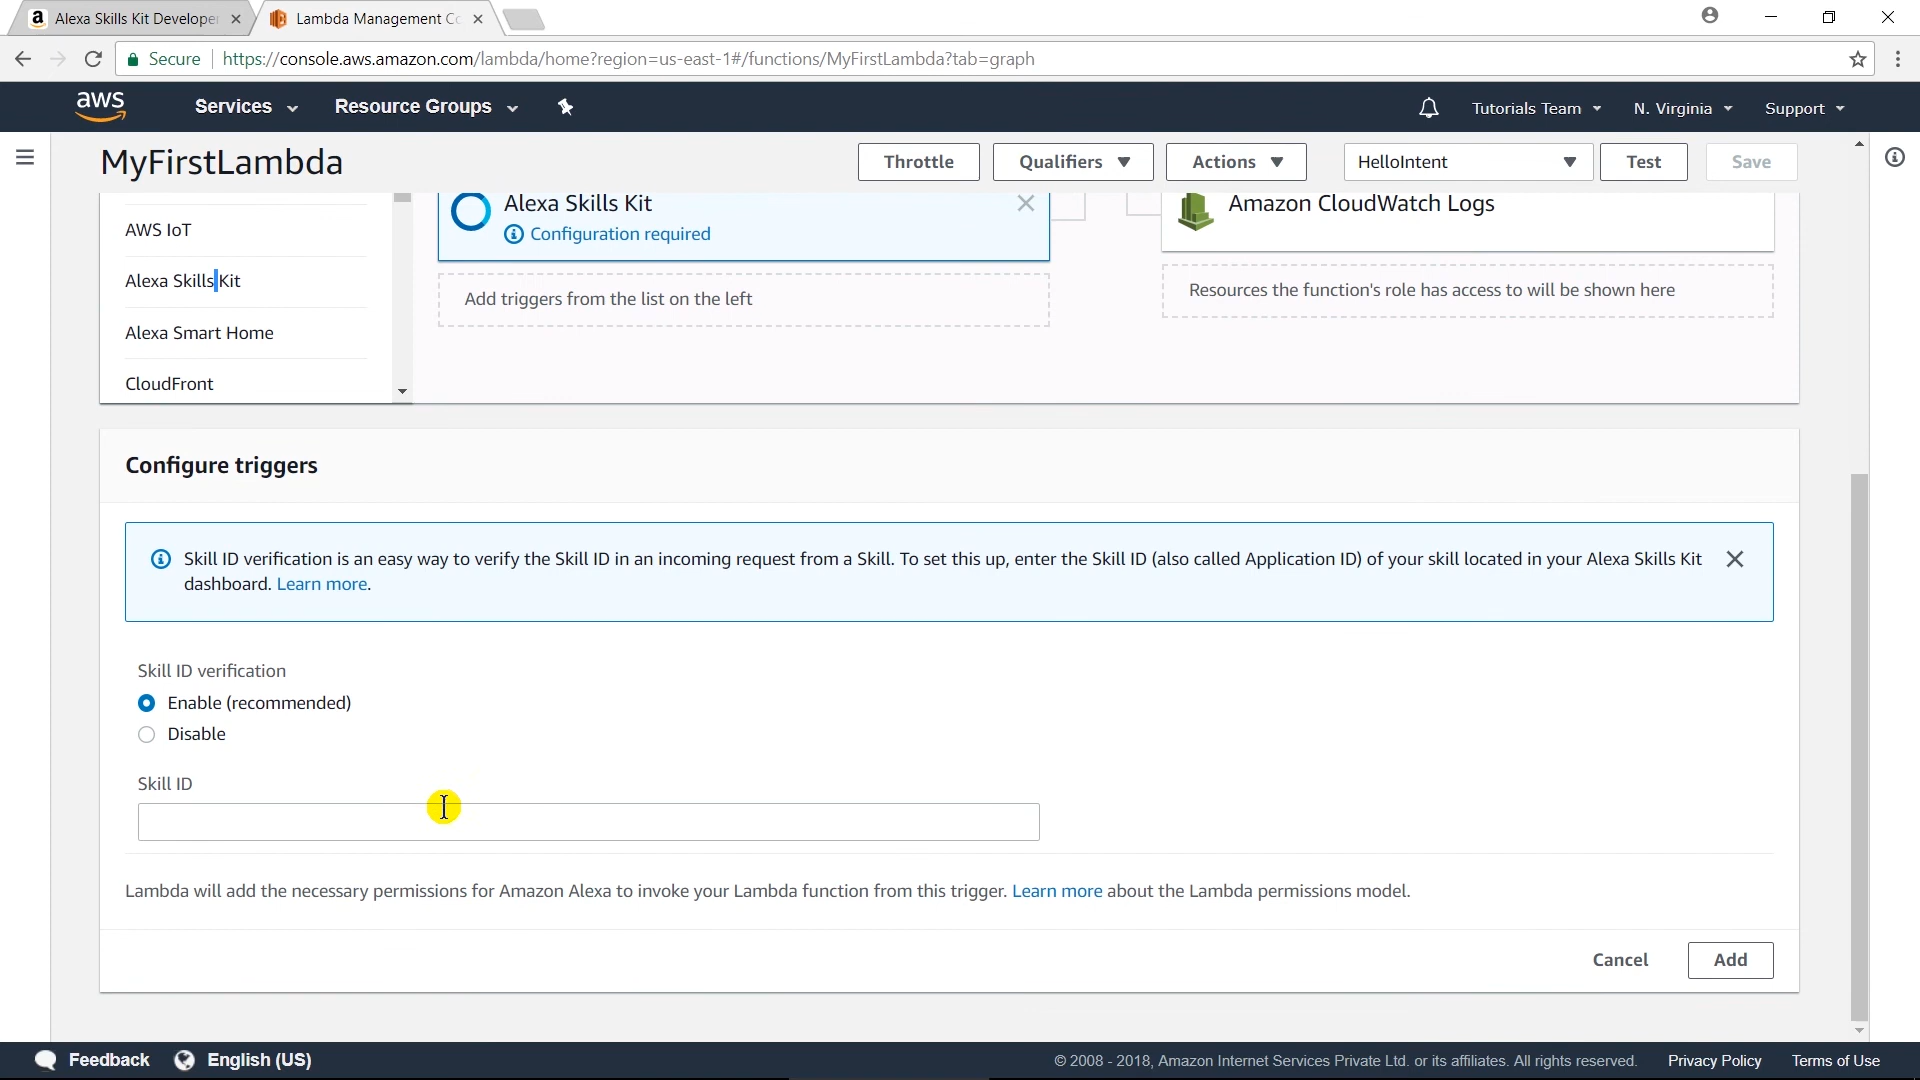 Alexa Skills Kit Developer
Lambda Management Co
Secure
https://console.aws.amazon.com/lambda/home?region=us-east-1#/functions/MyFirstLambda?tab=graph
aws
Services
Resource Groups
Tutorials Team
N. Virginia
Support
MyFirstLambda
Throttle
Qualifiers
Actions
HelloIntent
Test
Save
AWS IoT
Alexa Skills Kit
Alexa Smart Home
CloudFront
Alexa Skills Kit
Configuration required
Add triggers from the list on the left
Amazon CloudWatch Logs
Resources the function's role has access to will be shown here
Configure triggers
Skill ID verification is an easy way to verify the Skill ID in an incoming request from a Skill. To set this up, enter the Skill ID (also called Application ID) of your skill located in your Alexa Skills Kit
dashboard. Learn more.
Skill ID verification
Enable (recommended)
Disable
Skill ID
Lambda will add the necessary permissions for Amazon Alexa to invoke your Lambda function from this trigger. Learn more about the Lambda permissions model.
Cancel
Add
Feedback
English (US)
© 2008 - 2018, Amazon Internet Services Private Ltd. or its affiliates. All rights reserved.
Privacy Policy
Terms of Use